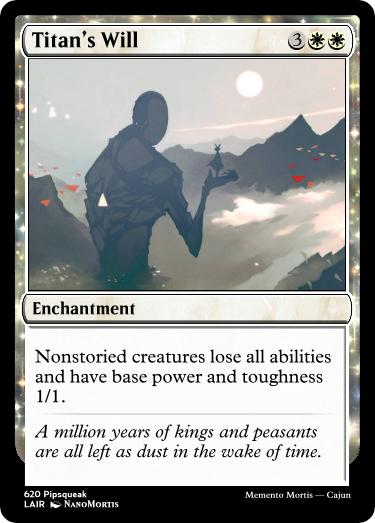 Titan's Will 3
Enchantment
Nonstoried creatures lose all abilities
and have base power and toughness
1/1.
A million years of kings and peasants
are all left as dust in the wake of time.
620 Pipsqueak
LAIR NanoMortis
Memento Mortis — Cajun